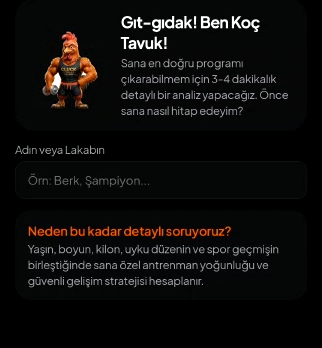 Gıt-gıdak! Ben Koç
Tavuk!
Sana en doğru programı
çıkarabilmem için 3-4 dakikalık
detaylı bir analiz yapacağız. Önce
sana nasıl hitap edeyim?
Adın veya Lakabın
Örn: Berk, Şampiyon...
Neden bu kadar detaylı soruyoruz?
Yaşın, boyun, kilon, uyku düzenin ve spor geçmişin
birleştiğinde sana özel antrenman yoğunluğu ve
güvenli gelişim stratejisi hesaplanır.